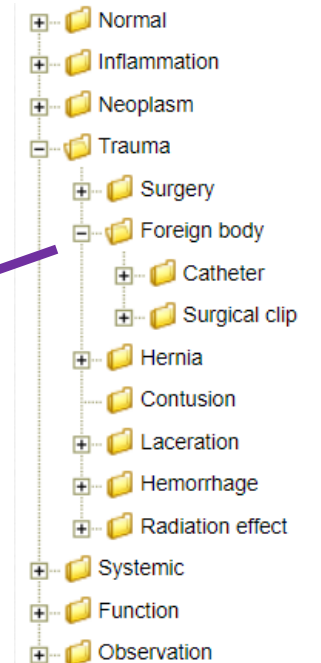 Normal
Inflammation
Neoplasm
Trauma
Surgery
Foreign body
Catheter
Surgical clip
Hernia
Contusion
Laceration
Hemorrhage
Radiation effect
Systemic
Function
Observation